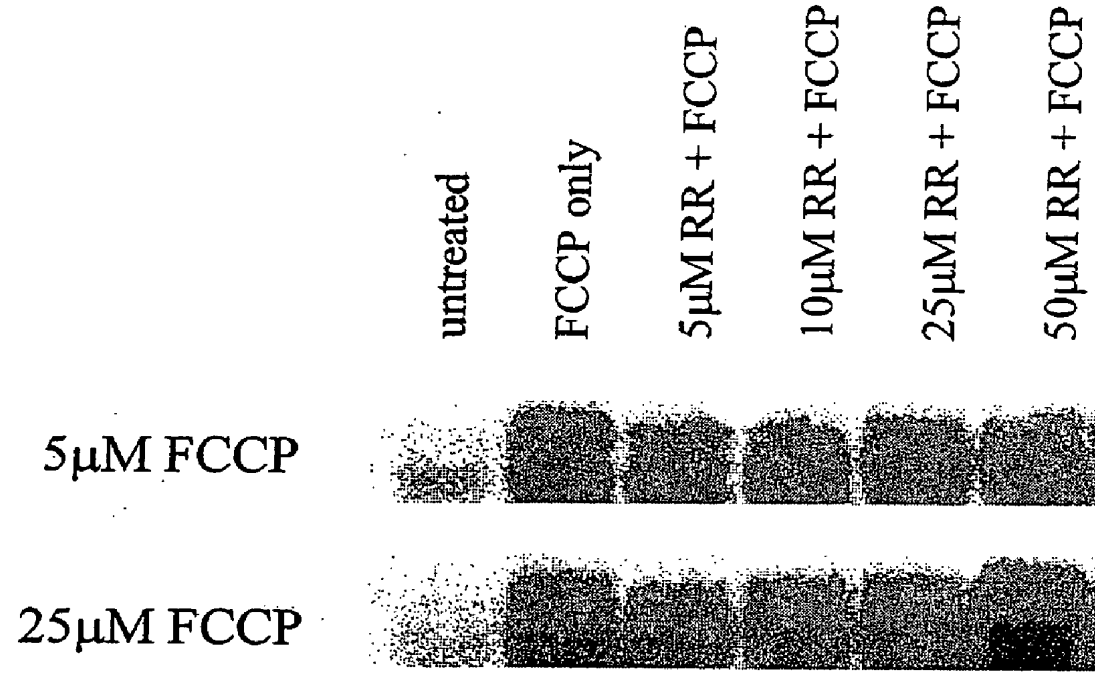 untreated
FCCP only
5µM RR + FCCP
10µM RR + FCCP
25µM RR + FCCP
50µM RR + FCCP
5µM FCCP
25µM FCCP